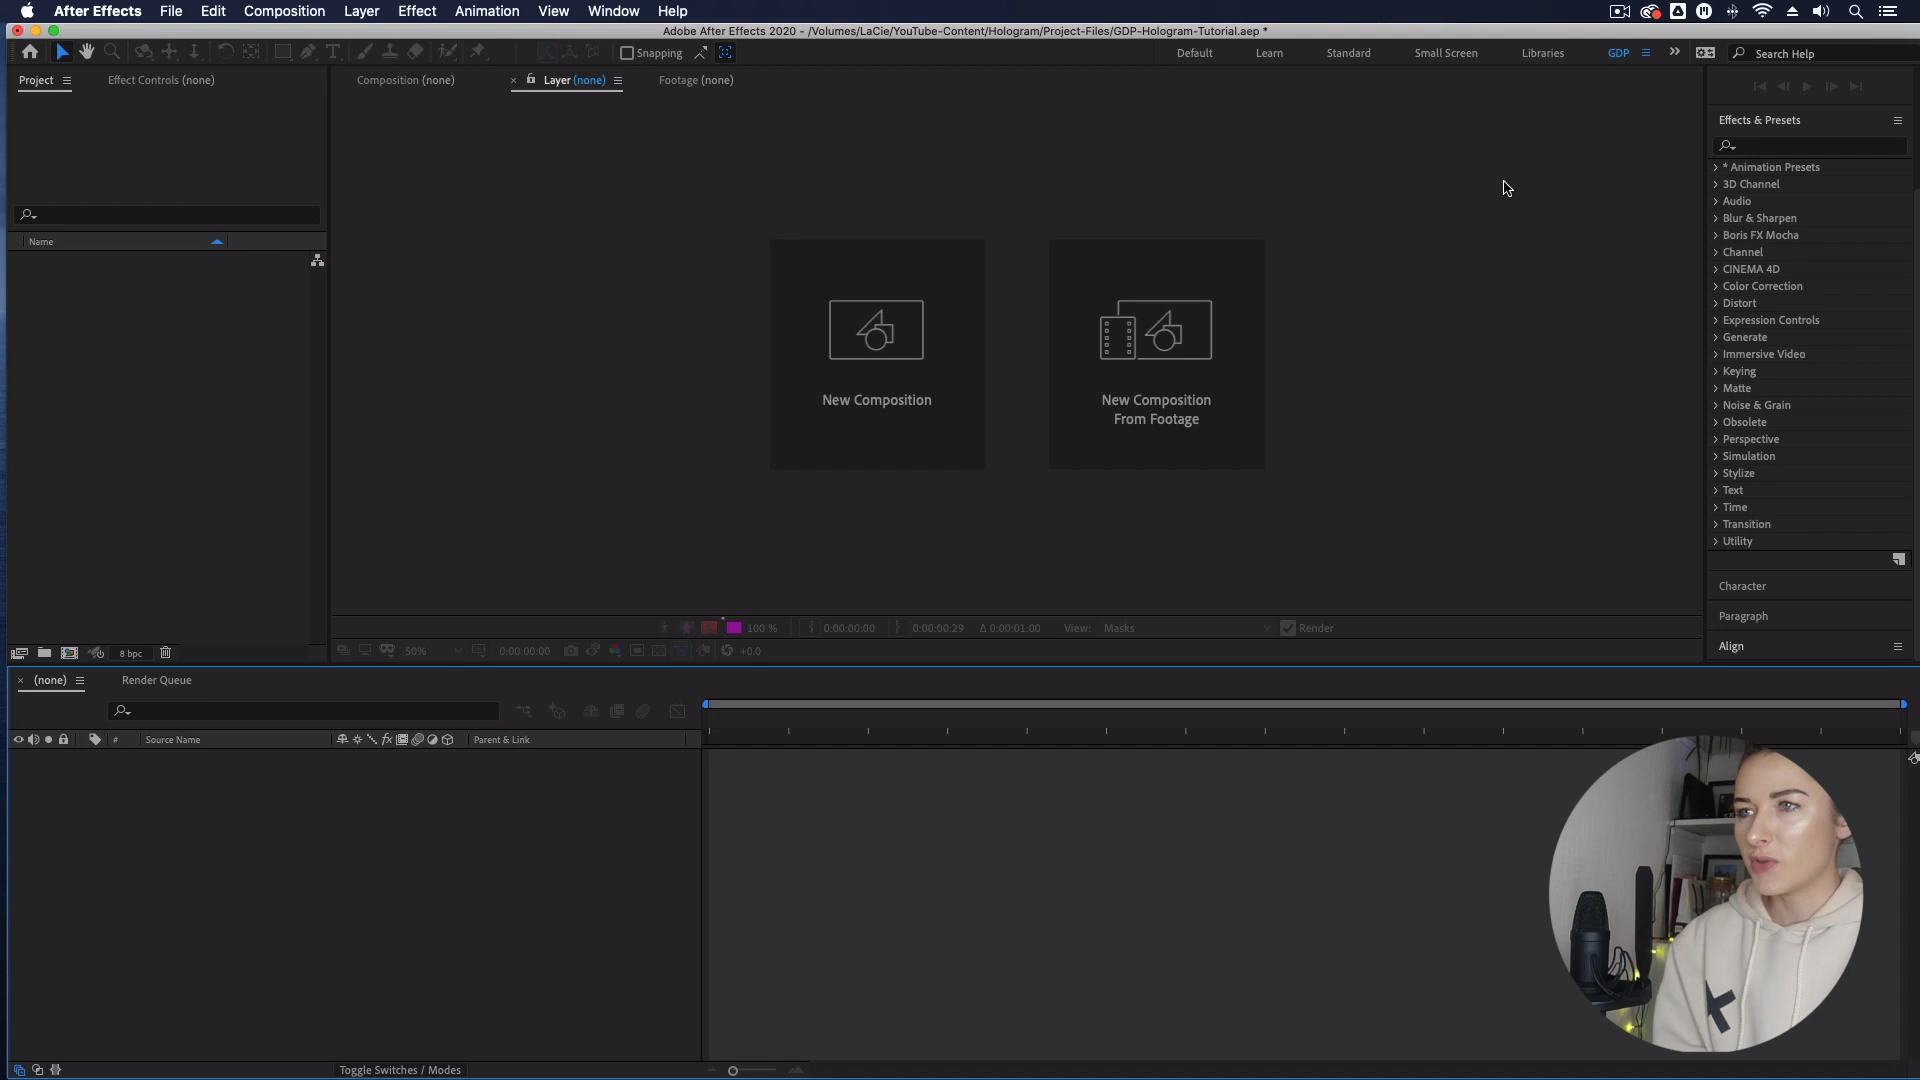 After Effects File Edit Composition Layer Effect Animation View Window Help
Adobe After Effects 2020 - /Volumes/LaCie/YouTube-Content/Hologram/Project-Files/GDP-Hologram-Tutorial.aep *
Snapping
Default Learn Standard Small Screen Libraries GDP Search Help
Project Effect Controls (none)
Composition (none) Layer (none) Footage (none)
Name
New Composition
New Composition
From Footage
Effects & Presets
* Animation Presets
3D Channel
Audio
Blur & Sharpen
Boris FX Mocha
Channel
CINEMA 4D
Color Correction
Distort
Expression Controls
Generate
Immersive Video
Keying
Matte
Noise & Grain
Obsolete
Perspective
Simulation
Stylize
Text
Time
Transition
Utility
Character
Paragraph
Align
100 % 0:00:00:00 0:00:00:29 Δ 0:00:01:00 View: Masks Render
8 bpc
50% 0:00:00:00 +0.0
(none) Render Queue
# Source Name fx Parent & Link
Toggle Switches / Modes